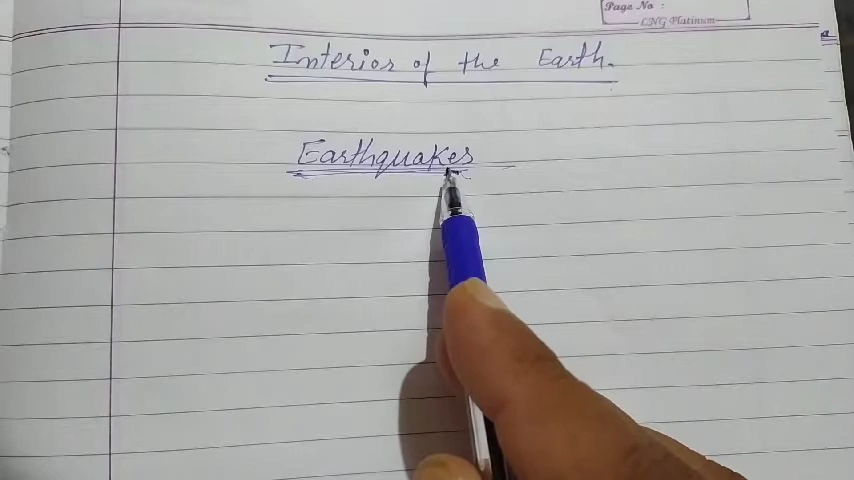 Page No :
CNG Platinum
Interior of the Earth.
Earthquakes